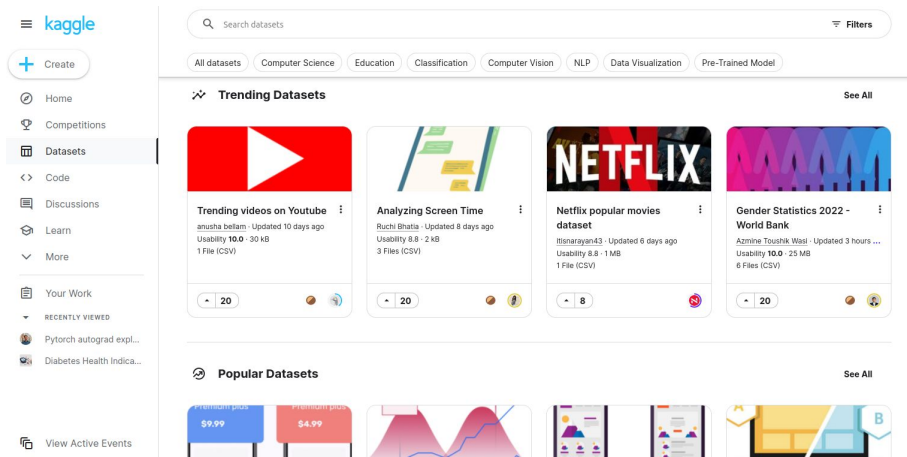 kaggle
Search datasets
Filters
Create
All datasets
Computer Science
Education
Classification
Computer Vision
NLP
Data Visualization
Pre-Trained Model
Home
Competitions
Datasets
Code
Discussions
Learn
More
Your Work
RECENTLY VIEWED
Pytorch autograd expl...
Diabetes Health Indica...
View Active Events
Trending Datasets
See All
Trending videos on Youtube
anusha bellam · Updated 10 days ago
Usability 10.0 · 30 kB
1 File (CSV)
20
Analyzing Screen Time
Ruchi Bhatia · Updated 8 days ago
Usability 8.8 · 2 kB
3 Files (CSV)
20
NETFLIX
Netflix popular movies
dataset
itisnarayan43 · Updated 6 days ago
Usability 8.8 · 1 MB
1 File (CSV)
8
Gender Statistics 2022 -
World Bank
Azmine Toushik Wasi · Updated 3 hours ...
Usability 10.0 · 25 MB
6 Files (CSV)
20
Popular Datasets
See All
Premium plus
$9.99
Premium plus
$4.99
A
B